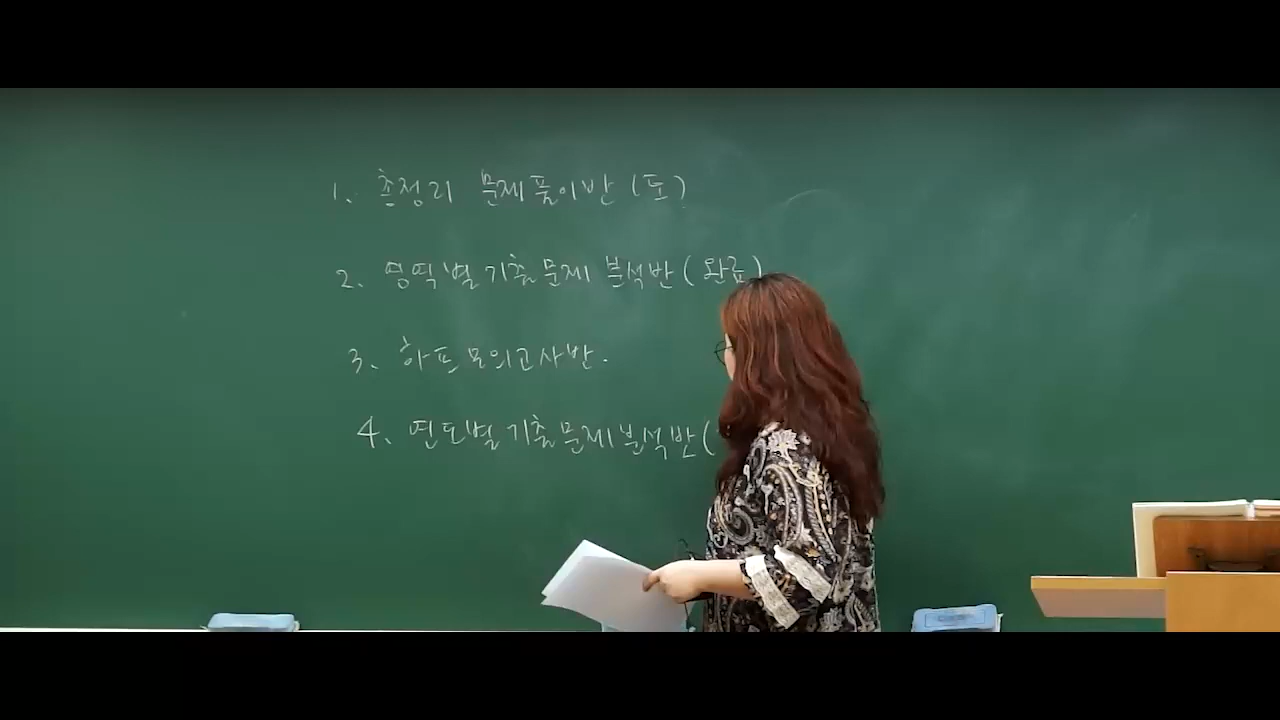 1. 총정리 문제풀이반 (토)
2. 영역별 기출문제 분석반 (완료)
3. 하프모의고사반.
4. 연도별 기출문제분석반 (